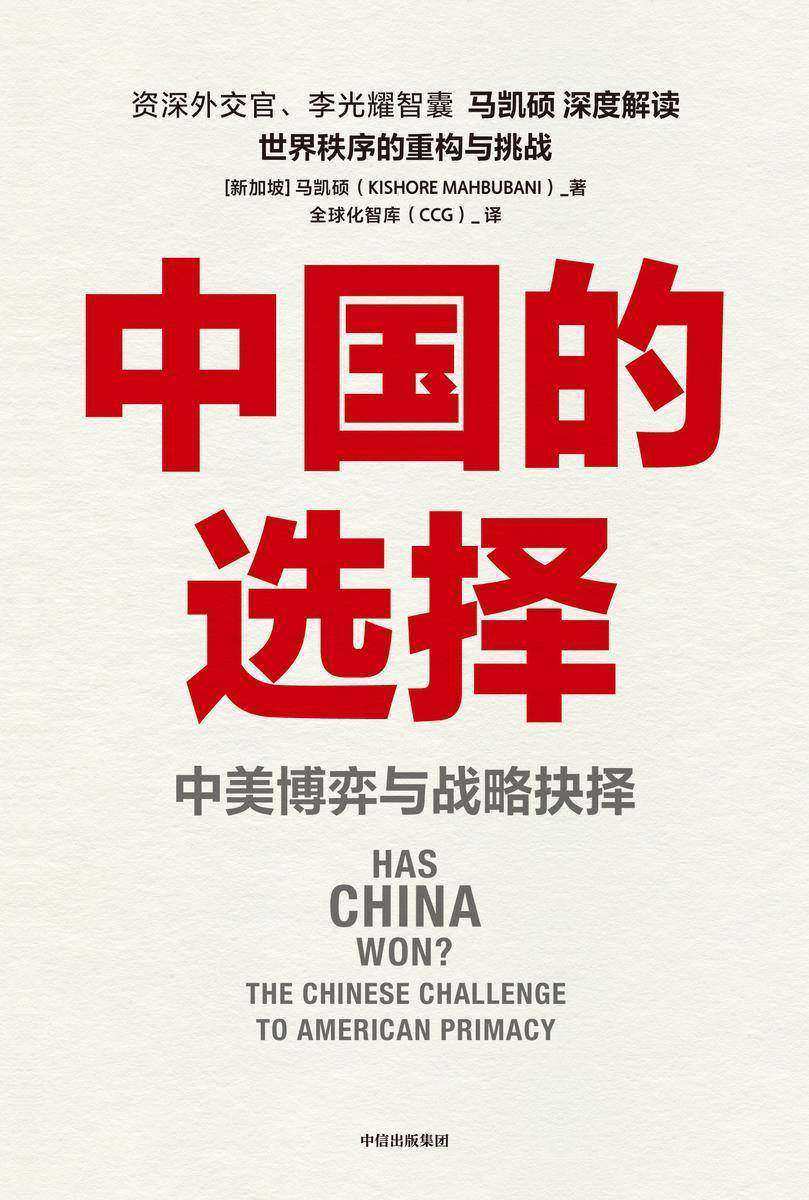 资深外交官、李光耀智囊 马凯硕 深度解读
世界秩序的重构与挑战
[新加坡] 马凯硕（KISHORE MAHBUBANI）_著
全球化智库（CCG）_ 译
中国的
选择
中美博弈与战略抉择
HAS
CHINA
WON?
THE CHINESE CHALLENGE
TO AMERICAN PRIMACY
中信出版集团